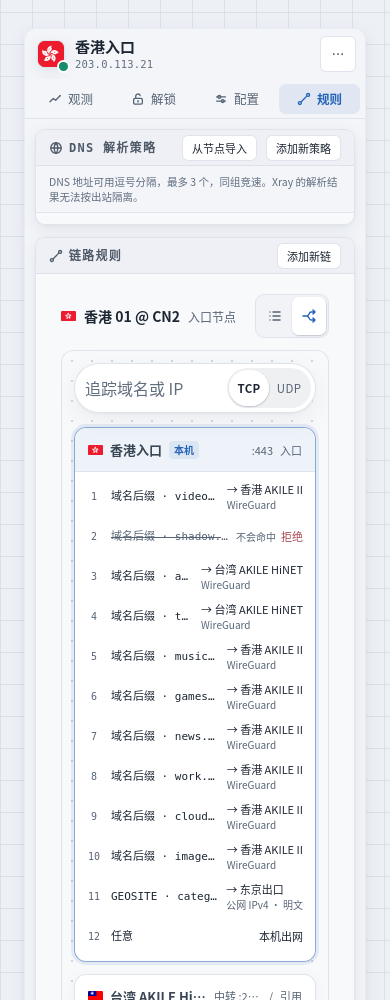 香港入口
203.0.113.21
...
观测 解锁 配置 规则
DNS 解析策略 从节点导入 添加新策略
DNS 地址可用逗号分隔，最多 3 个，同组竞速。Xray 的解析结
果无法按出站隔离。
链路规则 添加新链
香港 01 @ CN2 入口节点
追踪域名或 IP TCP UDP
香港入口 本机 :443 入口
1 域名后缀 · video… → 香港 AKILE II
WireGuard
2 域名后缀 · shadow.… 不会命中 拒绝
3 域名后缀 · a… → 台湾 AKILE HiNET
WireGuard
4 域名后缀 · t… → 台湾 AKILE HiNET
WireGuard
5 域名后缀 · music… → 香港 AKILE II
WireGuard
6 域名后缀 · games… → 香港 AKILE II
WireGuard
7 域名后缀 · news.… → 香港 AKILE II
WireGuard
8 域名后缀 · work.… → 香港 AKILE II
WireGuard
9 域名后缀 · cloud… → 香港 AKILE II
WireGuard
10 域名后缀 · image… → 香港 AKILE II
WireGuard
11 GEOSITE · categ… → 东京出口
公网 IPv4 · 明文
12 任意 本机出网
台湾 AKILE Hi… 中转 :2… / 引用